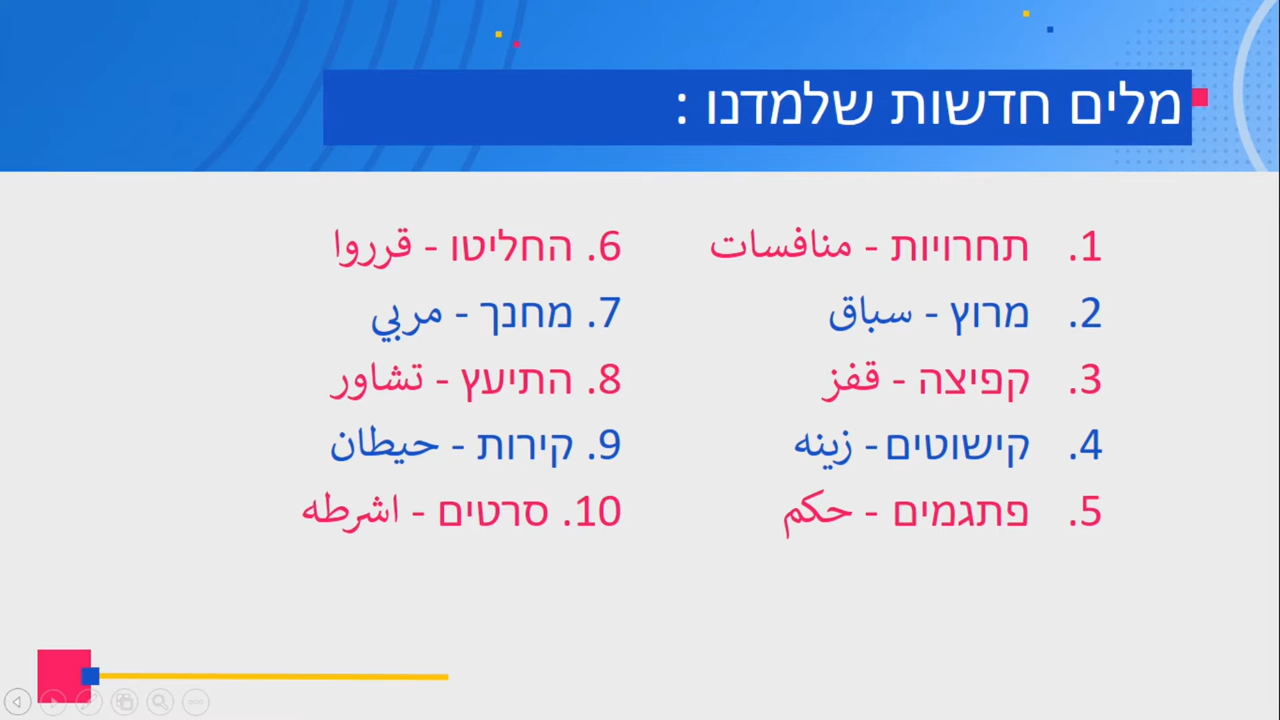 מלים חדשות שלמדנו :
1. תחרויות - منافسات
2. מרוץ - سباق
3. קפיצה - قفز
4. קישוטים - زينه
5. פתגמים - حكم
6. החליטו - قرروا
7. מחנך - مربي
8. התיעץ - تشاور
9. קירות - حيطان
10. סרטים - اشرطه